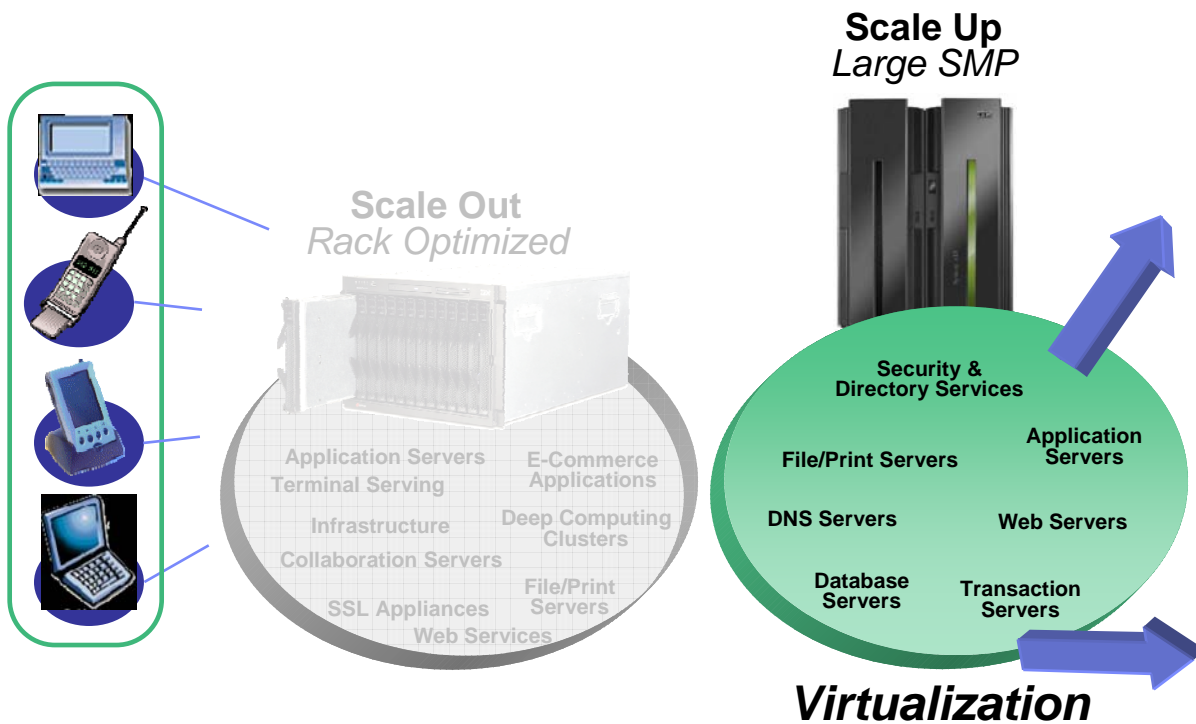 Scale Up
Large SMP
Scale Out
Rack Optimized
Application Servers
Terminal Serving
E-Commerce
Applications
Infrastructure
Deep Computing
Clusters
Collaboration Servers
File/Print
Servers
SSL Appliances
Web Services
Security &
Directory Services
Application
Servers
File/Print Servers
DNS Servers
Web Servers
Database
Servers
Transaction
Servers
Virtualization